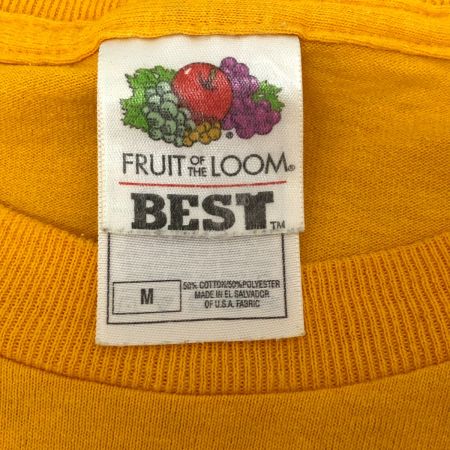 FRUIT OF THE LOOM®
BEST™
M
50% COTTON/50% POLYESTER
MADE IN EL SALVADOR
OF U.S.A. FABRIC